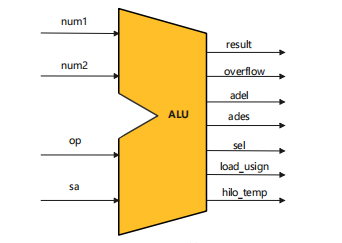 num1
num2
op
sa
ALU
result
overflow
adel
ades
sel
load_usign
hilo_temp